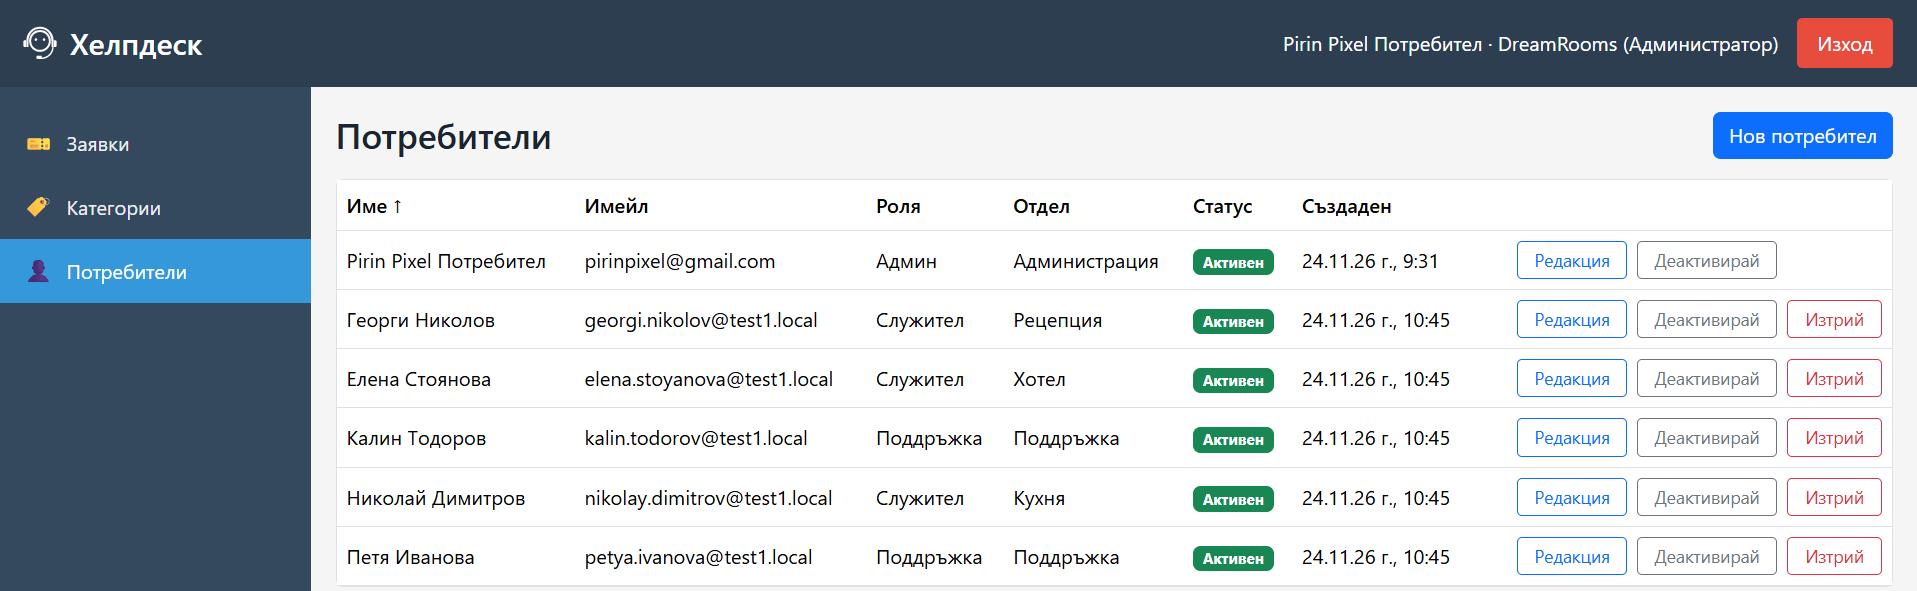 Хелпдеск
Pirin Pixel Потребител · DreamRooms (Администратор) Изход
Заявки
Категории
Потребители
Потребители
Нов потребител
Име ↑ Имейл Роля Отдел Статус Създаден
Pirin Pixel Потребител pirinpixel@gmail.com Админ Администрация Активен 24.11.26 г., 9:31 Редакция Деактивирай
Георги Николов georgi.nikolov@test1.local Служител Рецепция Активен 24.11.26 г., 10:45 Редакция Деактивирай Изтрий
Елена Стоянова elena.stoyanova@test1.local Служител Хотел Активен 24.11.26 г., 10:45 Редакция Деактивирай Изтрий
Калин Тодоров kalin.todorov@test1.local Поддръжка Поддръжка Активен 24.11.26 г., 10:45 Редакция Деактивирай Изтрий
Николай Димитров nikolay.dimitrov@test1.local Служител Кухня Активен 24.11.26 г., 10:45 Редакция Деактивирай Изтрий
Петя Иванова petya.ivanova@test1.local Поддръжка Поддръжка Активен 24.11.26 г., 10:45 Редакция Деактивирай Изтрий